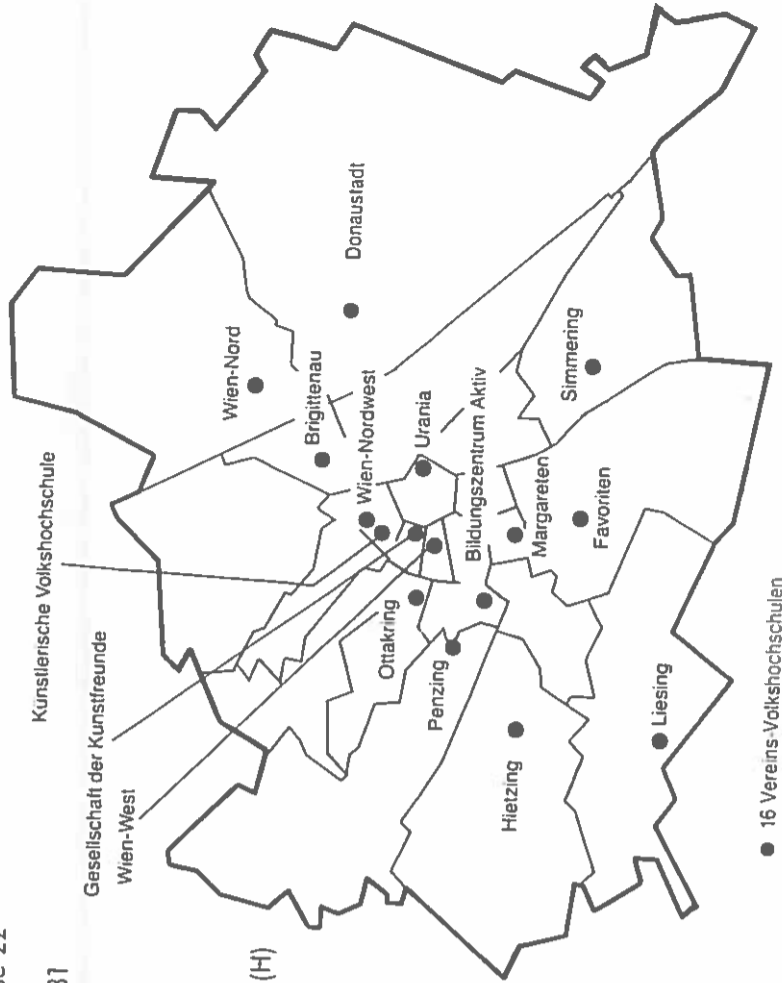 Künstlerische Volkshochschule
Gesellschaft der Kunstfreunde
Wien-West
Wien-Nord
Donaustadt
Brigittenau
Wien-Nordwest
Urania
Ottakring
Penzing
Bildungszentrum Aktiv
Simmering
Margareten
Favoriten
Hietzing
Liesing
● 16 Vereins-Volkshochschulen
22
(H)